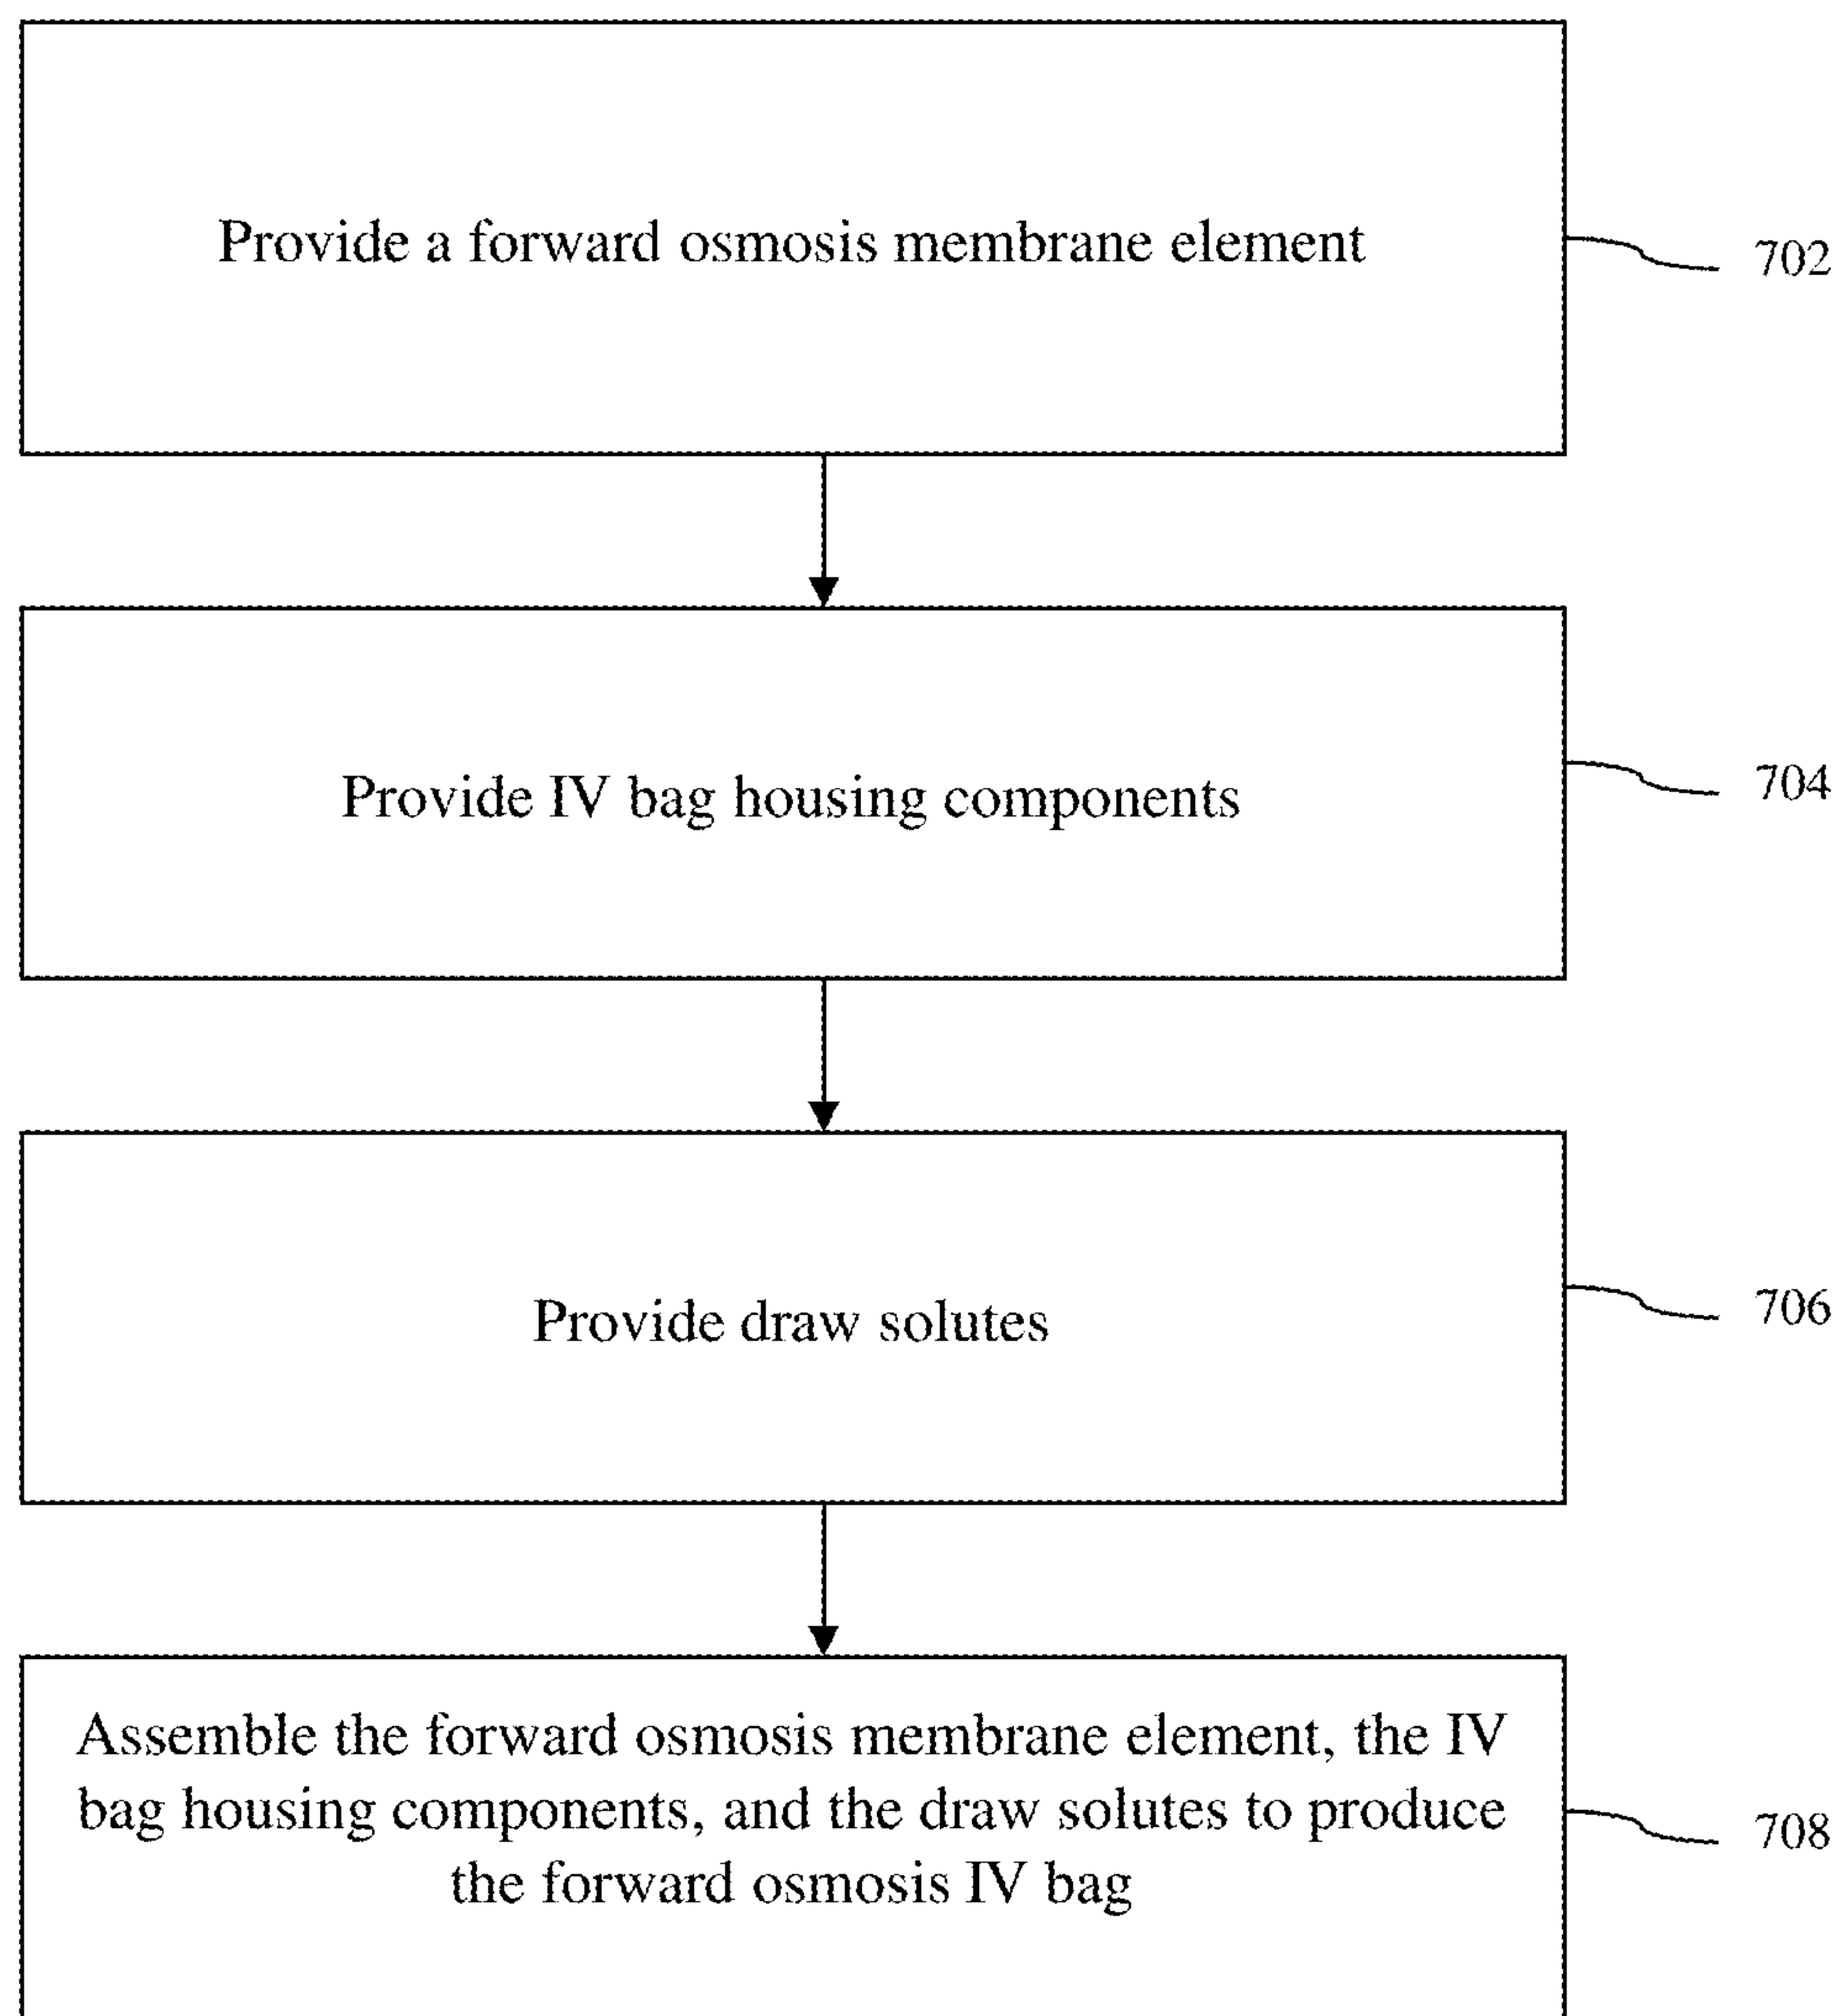 Provide a forward osmosis membrane element
702
Provide IV bag housing components
704
Provide draw solutes
706
Assemble the forward osmosis membrane element, the IV
bag housing components, and the draw solutes to produce
the forward osmosis IV bag
708